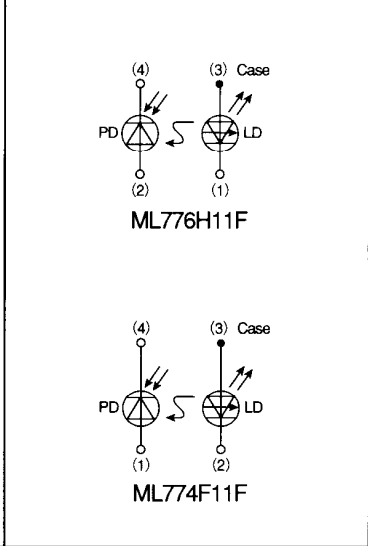 (4) (3) Case
PD LD
(2) (1)
ML776H11F
(4) (3) Case
PD LD
(1) (2)
ML774F11F